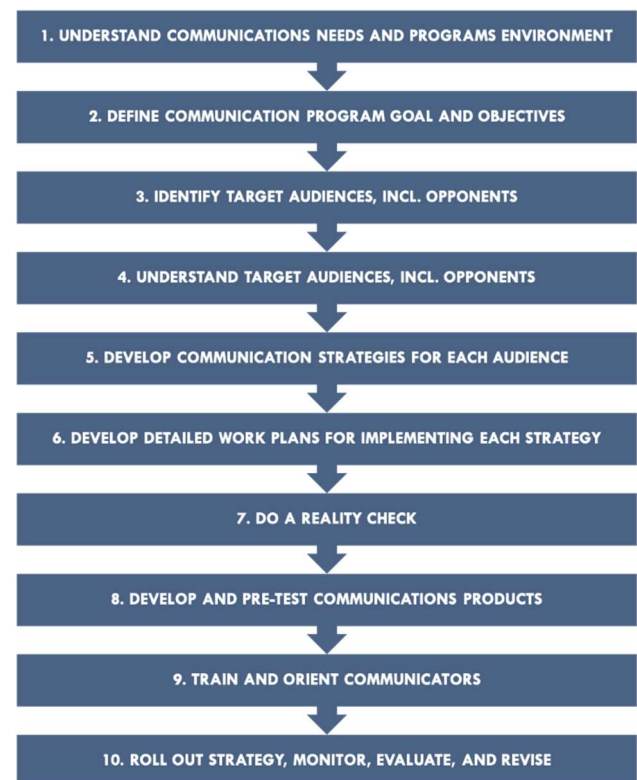 1. UNDERSTAND COMMUNICATIONS NEEDS AND PROGRAMS ENVIRONMENT
2. DEFINE COMMUNICATION PROGRAM GOAL AND OBJECTIVES
3. IDENTIFY TARGET AUDIENCES, INCL. OPPONENTS
4. UNDERSTAND TARGET AUDIENCES, INCL. OPPONENTS
5. DEVELOP COMMUNICATION STRATEGIES FOR EACH AUDIENCE
6. DEVELOP DETAILED WORK PLANS FOR IMPLEMENTING EACH STRATEGY
7. DO A REALITY CHECK
8. DEVELOP AND PRE-TEST COMMUNICATIONS PRODUCTS
9. TRAIN AND ORIENT COMMUNICATORS
10. ROLL OUT STRATEGY, MONITOR, EVALUATE, AND REVISE